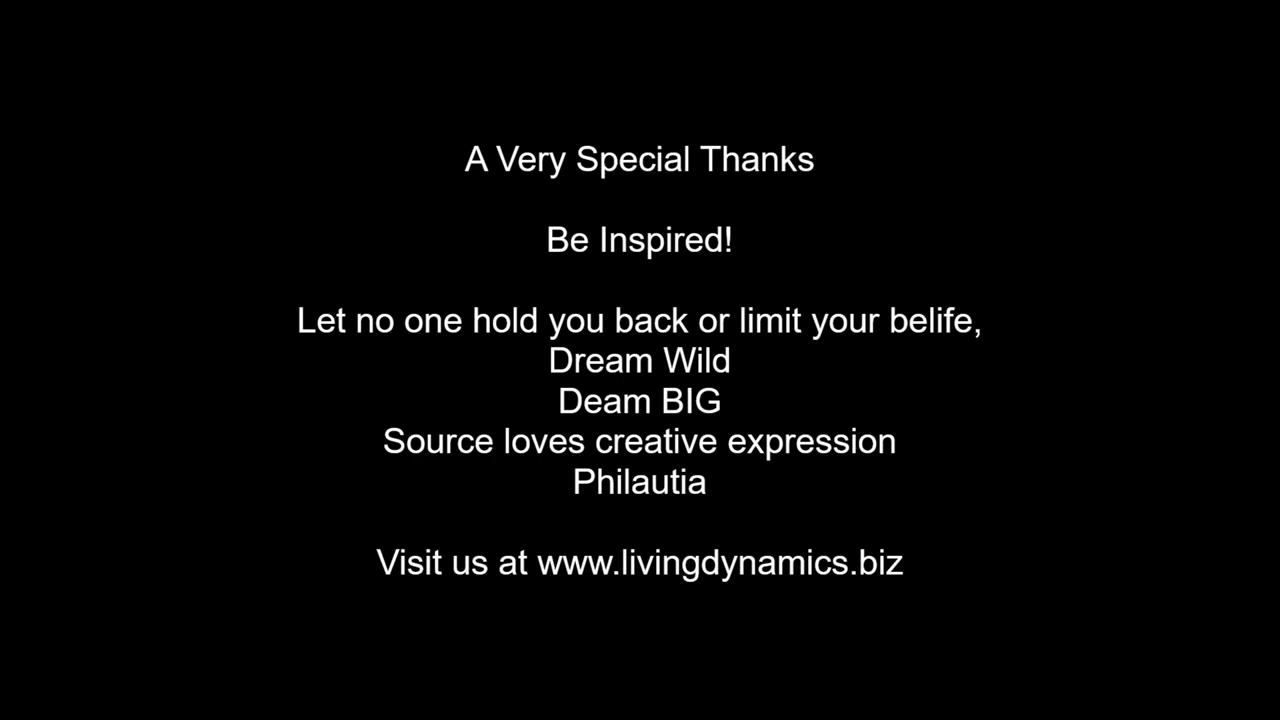 A Very Special Thanks
Be Inspired!
Let no one hold you back or limit your belife,
Dream Wild
Deam BIG
Source loves creative expression
Philautia
Visit us at www.livingdynamics.biz